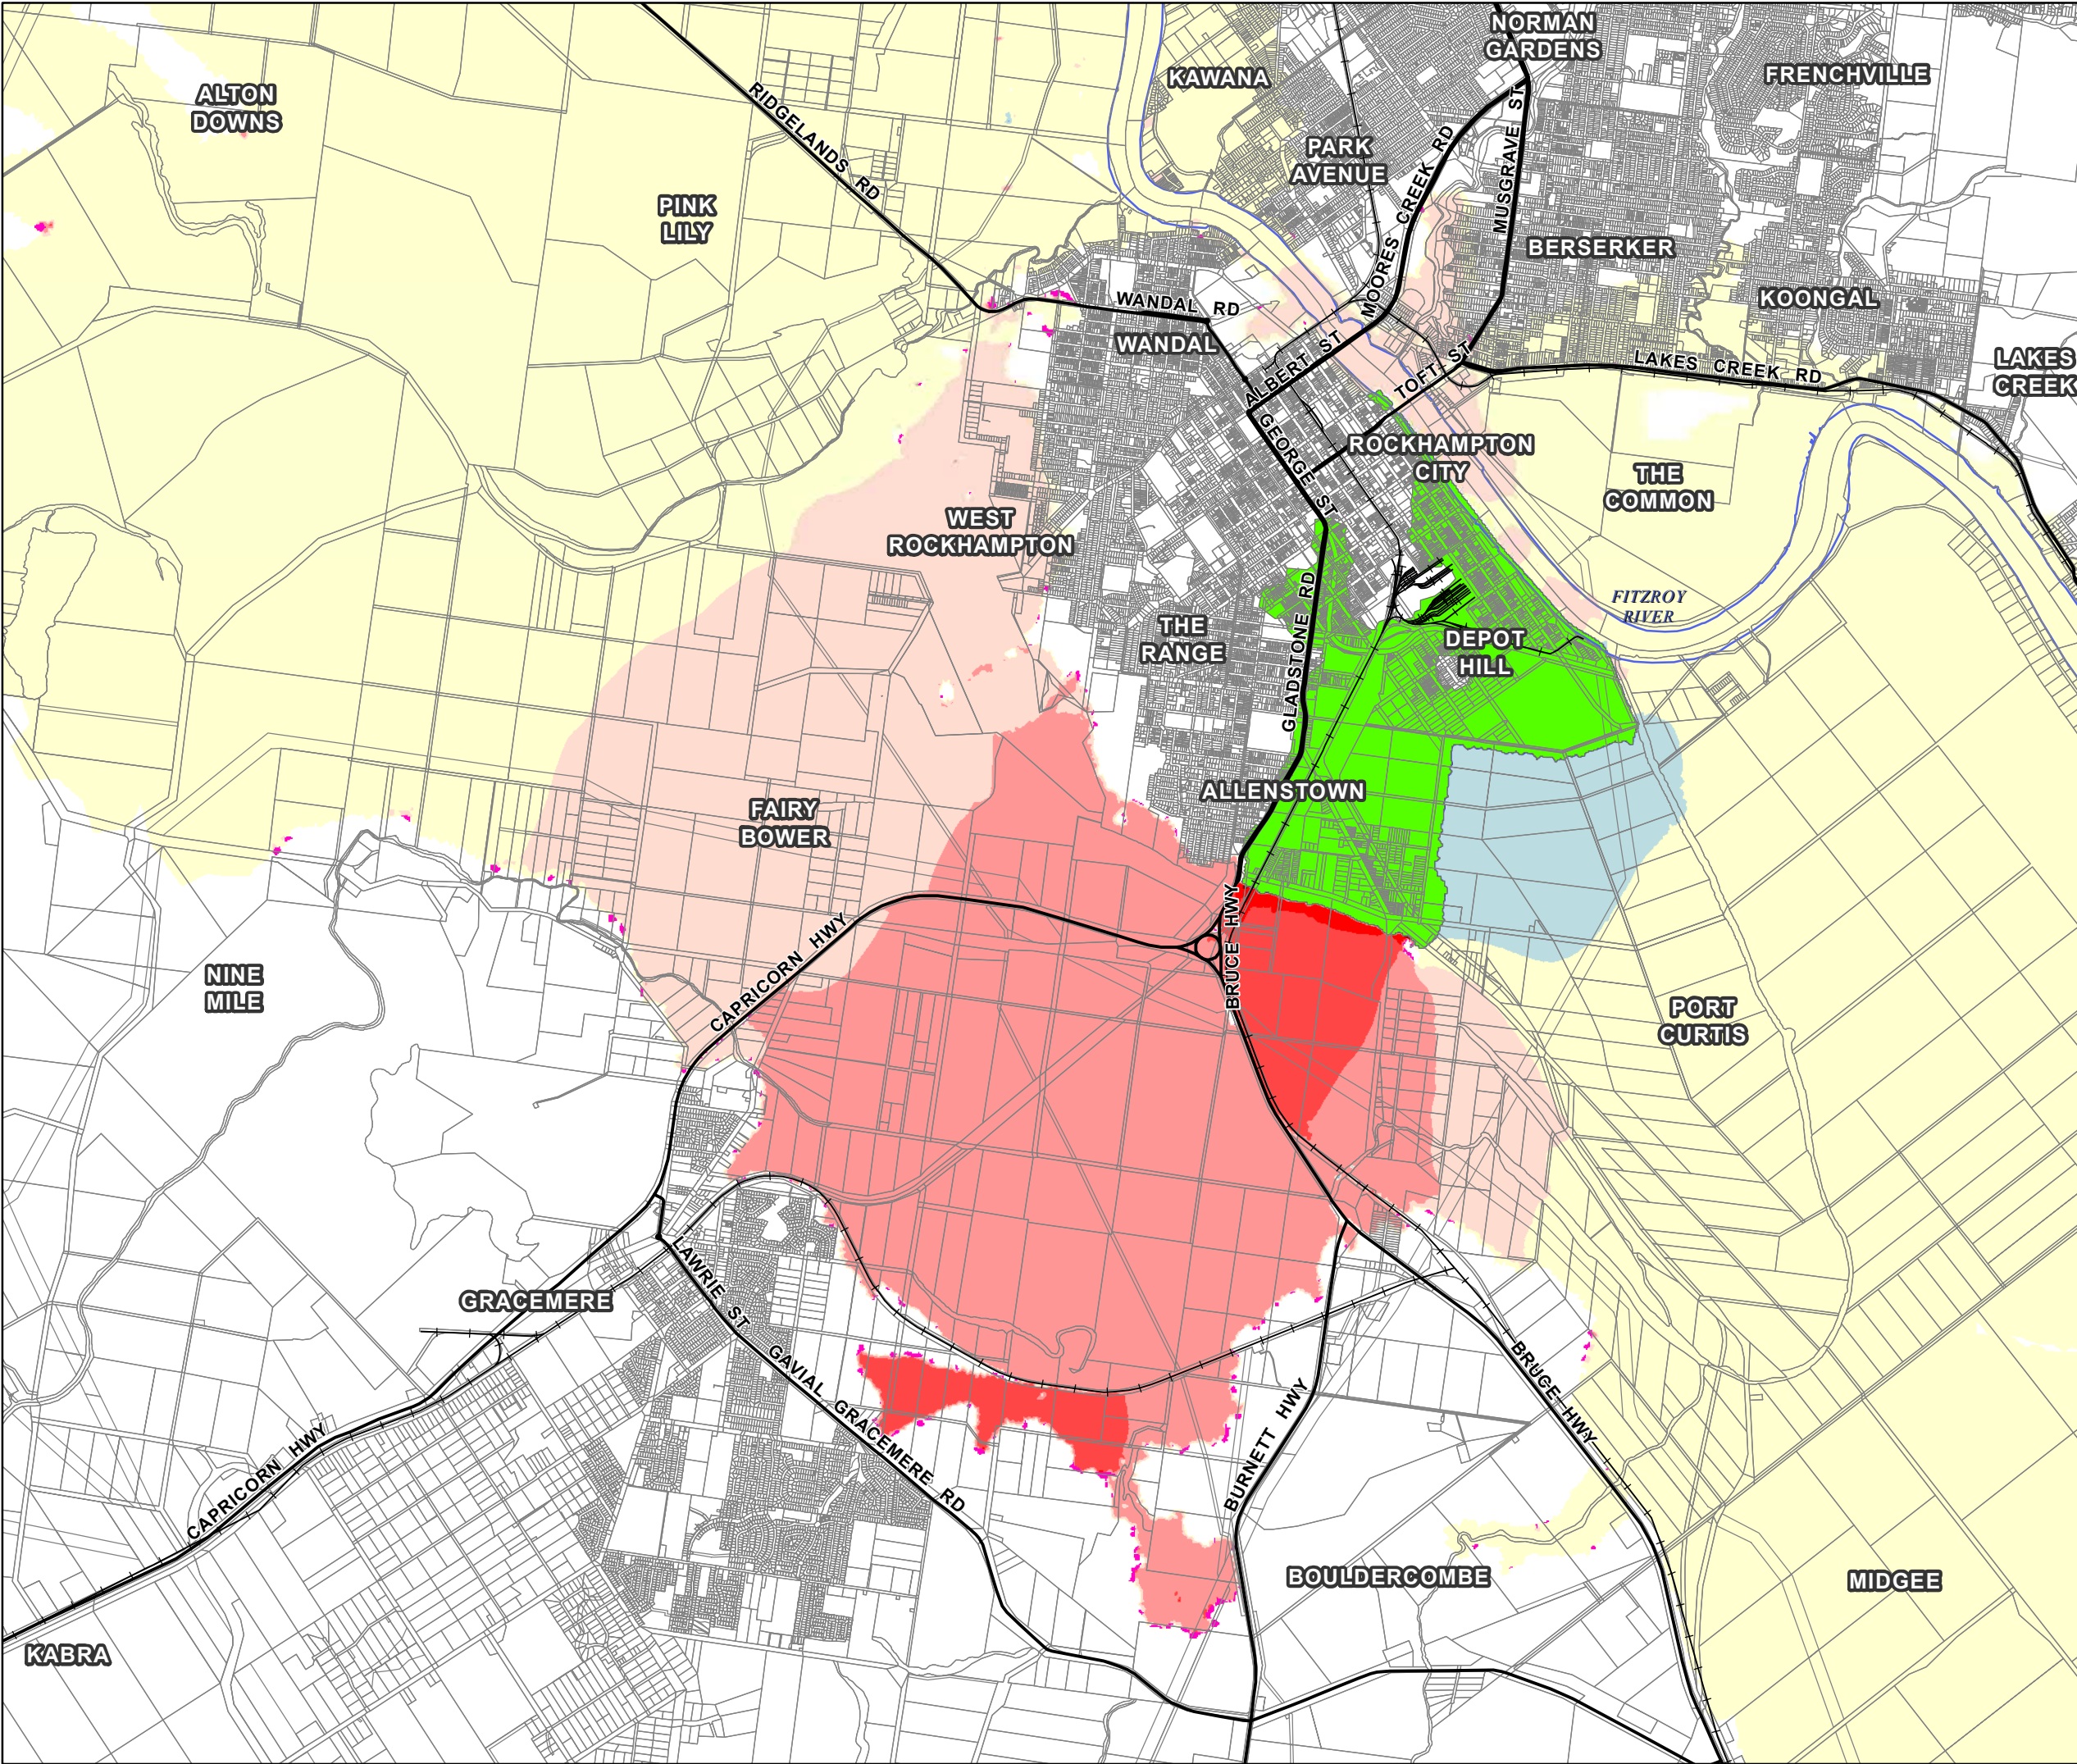 NORMAN
GARDENS
KAWANA
FRENCHVILLE
ALTON
DOWNS
RIDGELANDS RD
PARK
AVENUE
MOORES CREEK RD
MUSGRAVE ST
PINK
LILY
BERSERKER
KOONGAL
WANDAL RD
WANDAL
ALBERT ST
TOFT ST
LAKES CREEK RD
LAKES
CREEK
GEORGE ST
ROCKHAMPTON
CITY
THE
COMMON
WEST
ROCKHAMPTON
FITZROY
RIVER
THE
RANGE
GLADSTONE RD
DEPOT
HILL
ALLENSTOWN
FAIRY
BOWER
CAPRICORN HWY
BRUCE HWY
NINE
MILE
PORT
CURTIS
GRACEMERE
LAWRIE ST
GAVIAL GRACEMERE RD
BURNETT HWY
BRUCE HWY
CAPRICORN HWY
BOULDERCOMBE
MIDGEE
KABRA